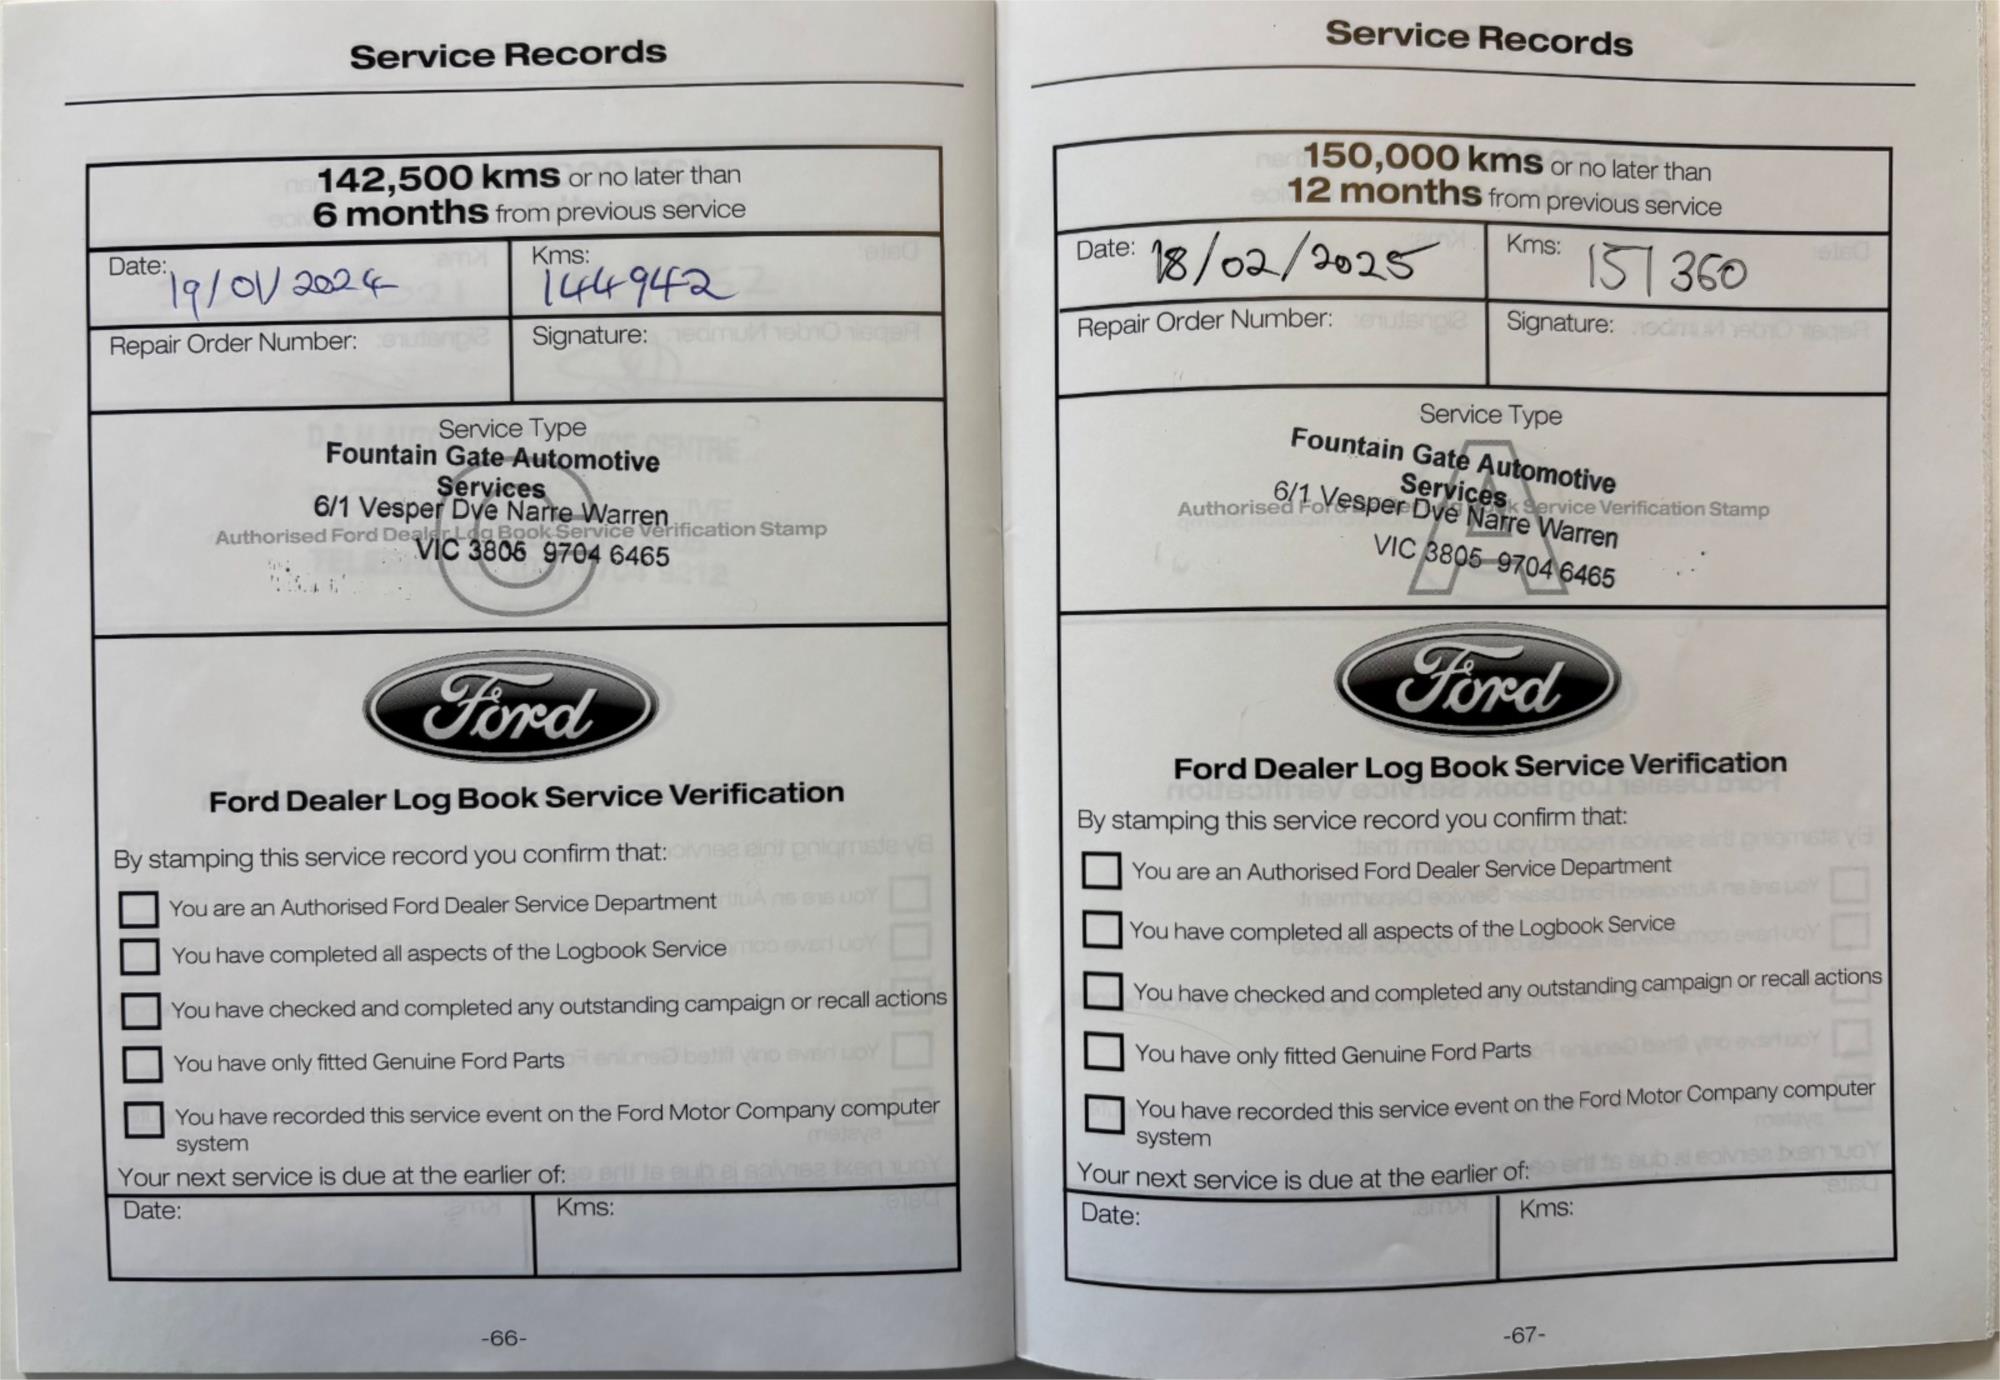 Service Records
142,500 kms or no later than
6 months from previous service
Date: 19/01/2024
Kms: 144942
Repair Order Number:
Signature:
Service Type
Fountain Gate Automotive
Services
6/1 Vesper Dve Narre Warren
Authorised Ford Dealer Log Book Service Verification Stamp
VIC 3805 9704 6465
C
Ford
Ford Dealer Log Book Service Verification
By stamping this service record you confirm that:
You are an Authorised Ford Dealer Service Department
You have completed all aspects of the Logbook Service
You have checked and completed any outstanding campaign or recall actions
You have only fitted Genuine Ford Parts
You have recorded this service event on the Ford Motor Company computer
system
Your next service is due at the earlier of:
Date:
Kms:
-66-
Service Records
150,000 kms or no later than
12 months from previous service
Date: 18/02/2025
Kms: 151360
Repair Order Number:
Signature:
Service Type
Fountain Gate Automotive
Services
6/1 Vesper Dve Narre Warren
Authorised Ford Dealer Log Book Service Verification Stamp
VIC 3805 9704 6465
A
Ford
Ford Dealer Log Book Service Verification
By stamping this service record you confirm that:
You are an Authorised Ford Dealer Service Department
You have completed all aspects of the Logbook Service
You have checked and completed any outstanding campaign or recall actions
You have only fitted Genuine Ford Parts
You have recorded this service event on the Ford Motor Company computer
system
Your next service is due at the earlier of:
Date:
Kms:
-67-